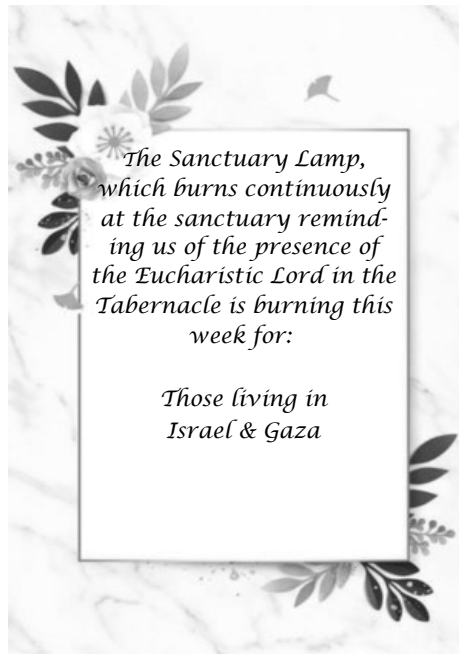 The Sanctuary Lamp,
which burns continuously
at the sanctuary remind-
ing us of the presence of
the Eucharistic Lord in the
Tabernacle is burning this
week for:
Those living in
Israel & Gaza